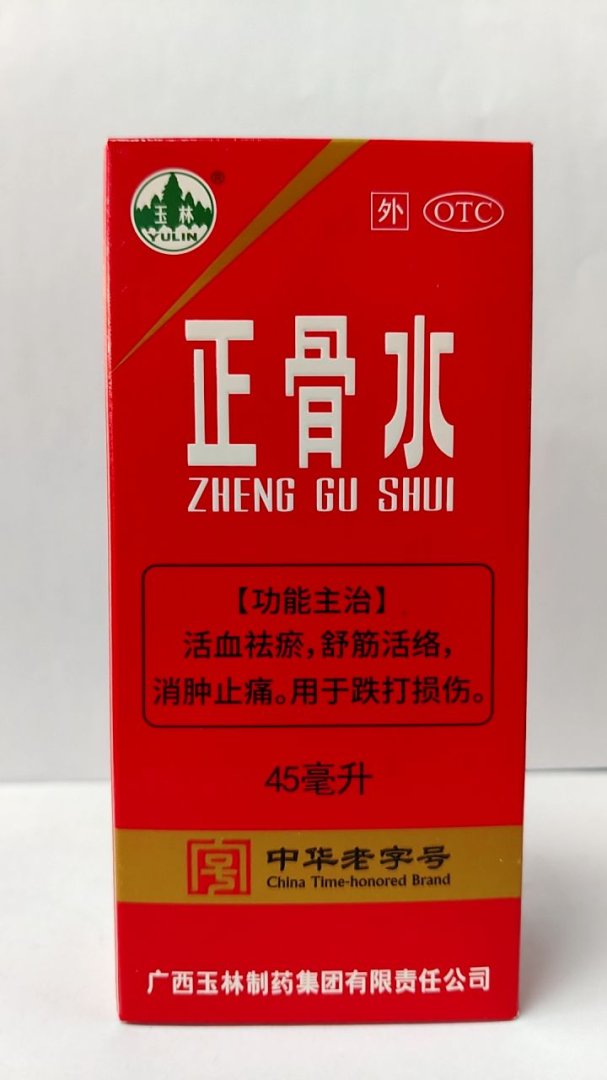 玉林
YULIN
®
外 OTC
正骨水
ZHENG GU SHUI
【功能主治】
活血祛瘀,舒筋活络,
消肿止痛。用于跌打损伤。
45毫升
中华老字号
China Time-honored Brand
广西玉林制药集团有限责任公司